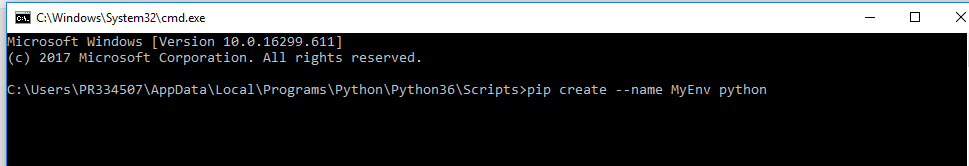 C:\Windows\System32\cmd.exe
Microsoft Windows [Version 10.0.16299.611]
(c) 2017 Microsoft Corporation. All rights reserved.
C:\Users\PR334507\AppData\Local\Programs\Python\Python36\Scripts>pip create --name MyEnv python